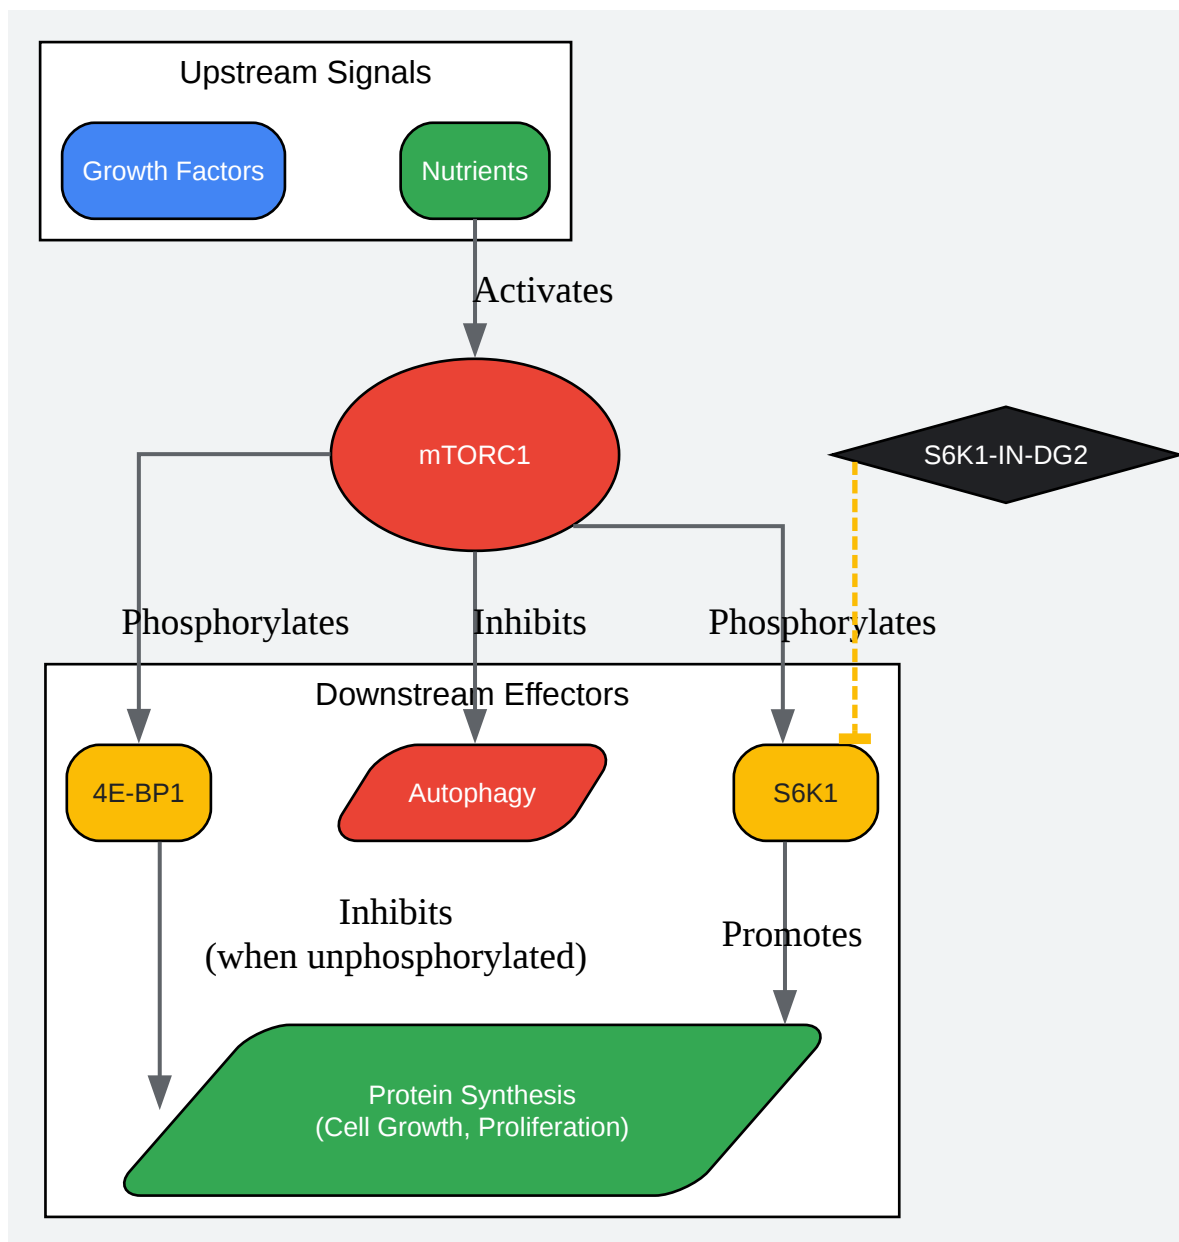 Upstream Signals
Growth Factors
Nutrients
Activates
mTORC1
S6K1-IN-DG2
Phosphorylates
Inhibits
Phosphorylates
Downstream Effectors
4E-BP1
Autophagy
S6K1
Inhibits
(when unphosphorylated)
Promotes
Protein Synthesis
(Cell Growth, Proliferation)